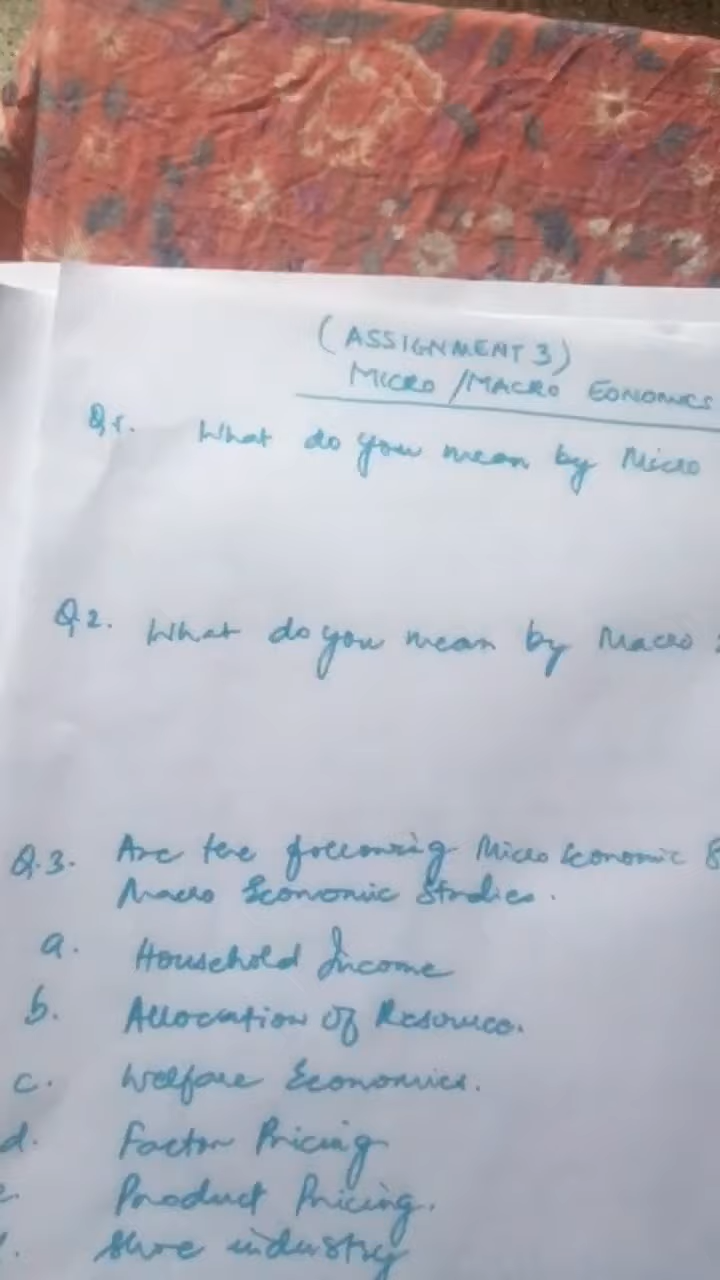 (ASSIGNMENT 3)
MICRO/MACRO EONOMICS
Q1. What do you mean by Micro
Q2. What do you mean by Macro
Q.3. Are the following Micro Economic &
Macro Economic Studies.
a. Household Income
b. Allocation of Resources.
c. Welfare Economics.
d. Factor Pricing
Product Pricing.
Shoe industry